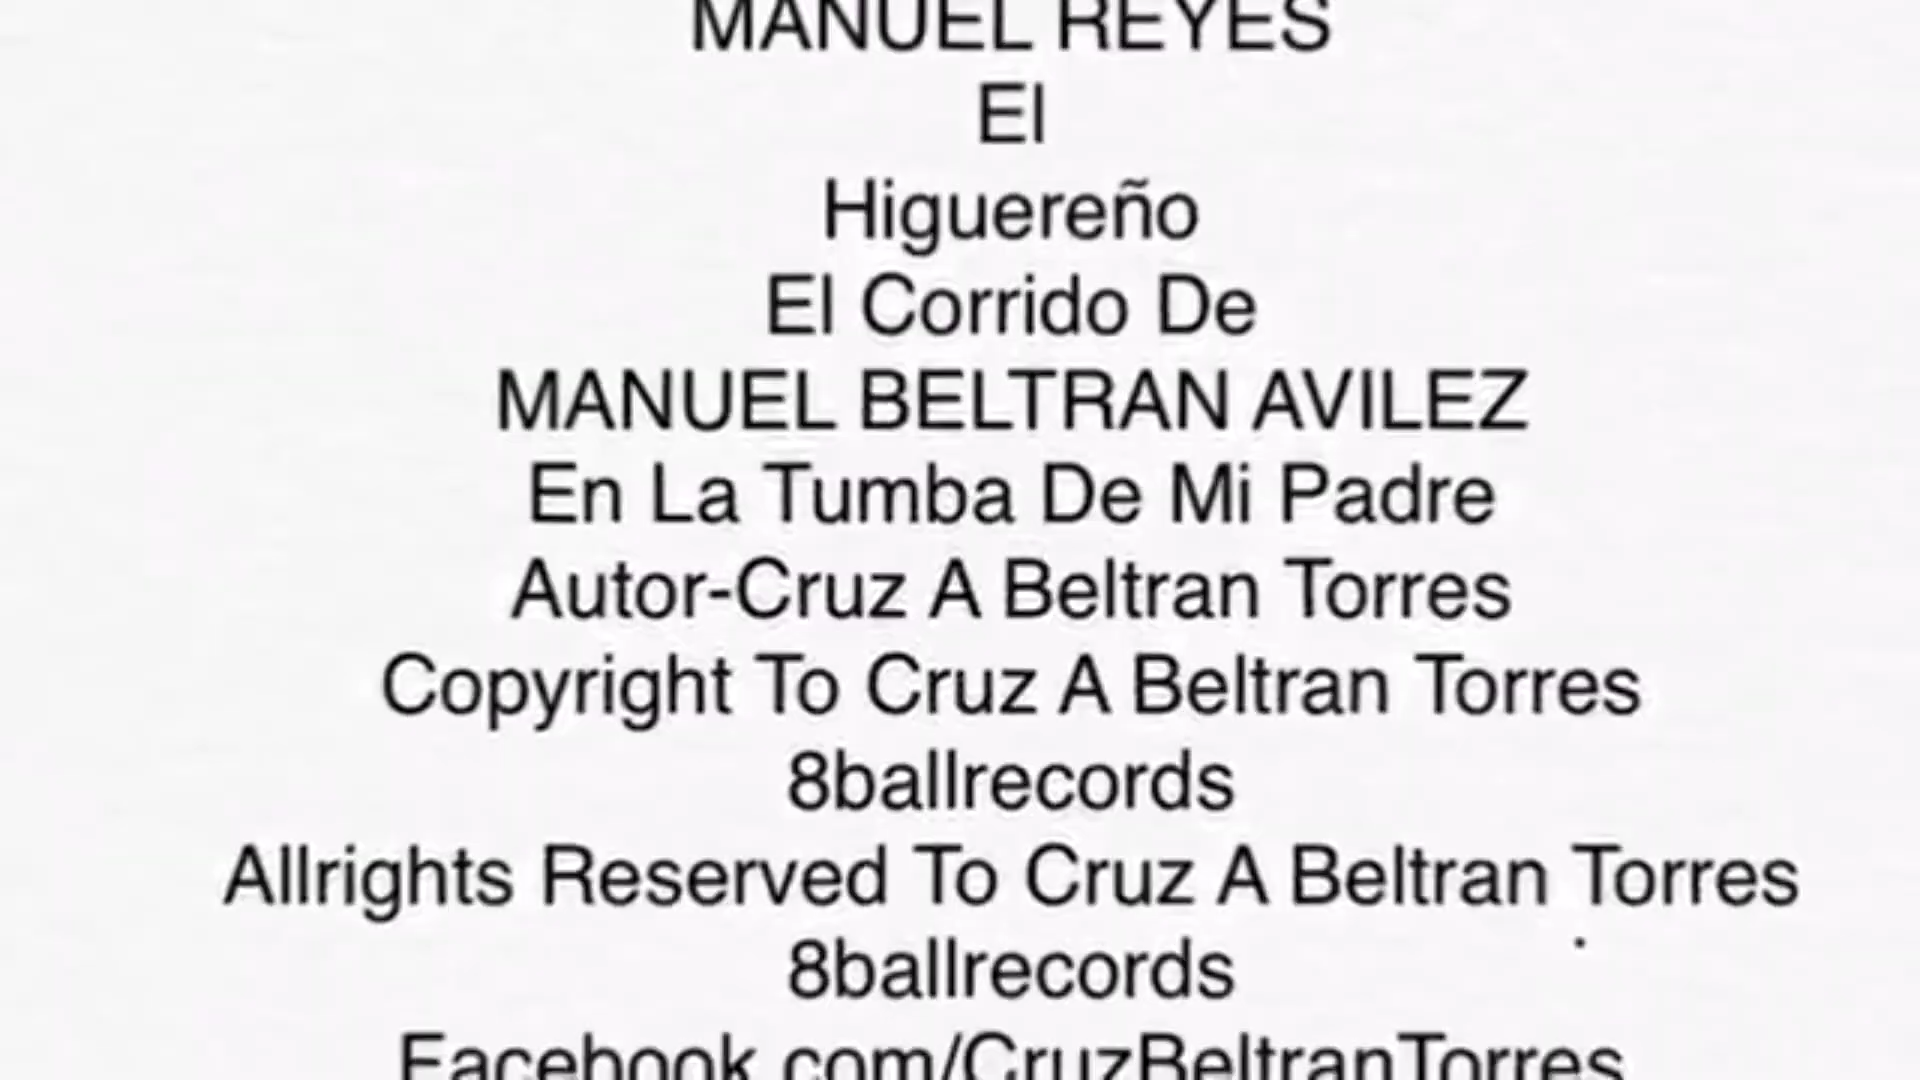 MANUEL REYES
El
Higuereño
El Corrido De
MANUEL BELTRAN AVILEZ
En La Tumba De Mi Padre
Autor-Cruz A Beltran Torres
Copyright To Cruz A Beltran Torres
8ballrecords
Allrights Reserved To Cruz A Beltran Torres
8ballrecords
Facebook.com/CruzBeltranTorres